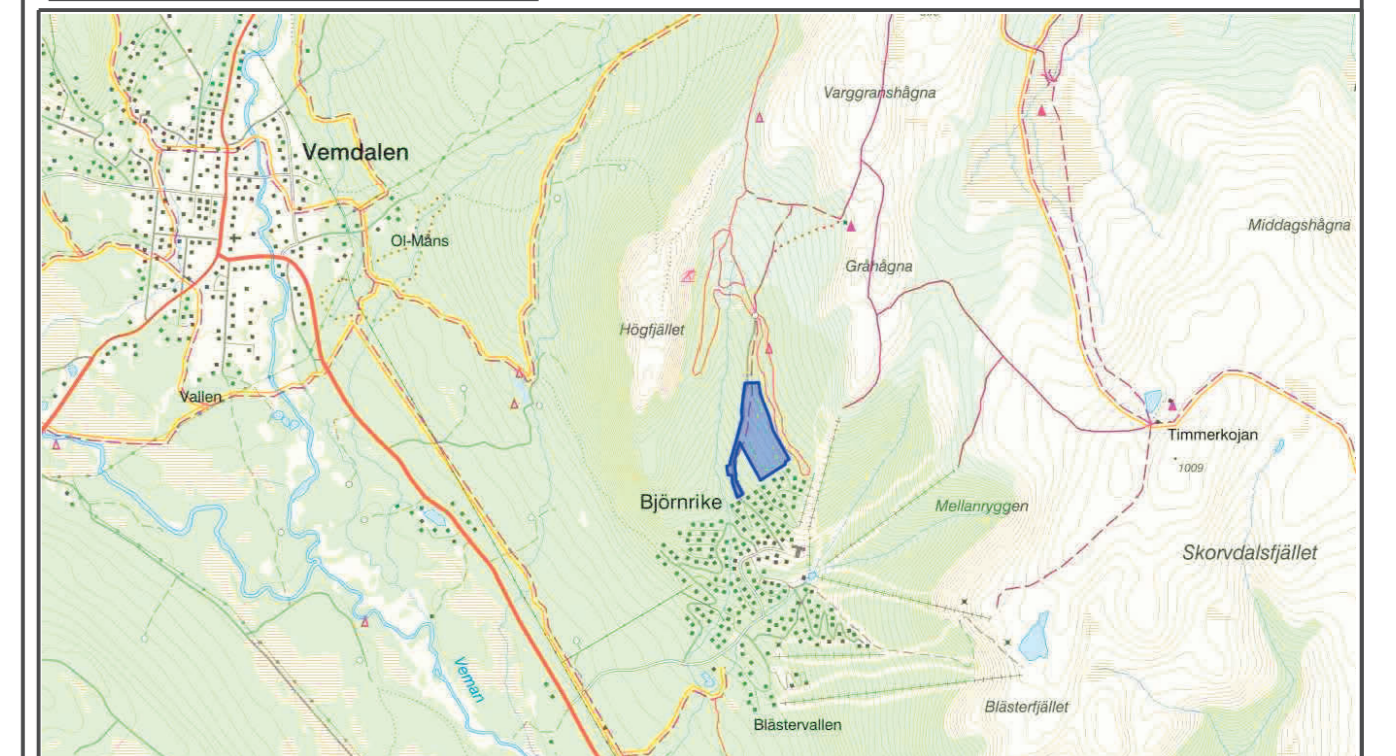 Varggranshågna
Vemdalen
Middagshågna
Ol-Måns
Gråhågna
Högfjället
Vallen
Timmerkojan
1009
Björnrike
Mellanryggen
Skorvdalsfjället
Veman
Blästerfjället
Blästervallen